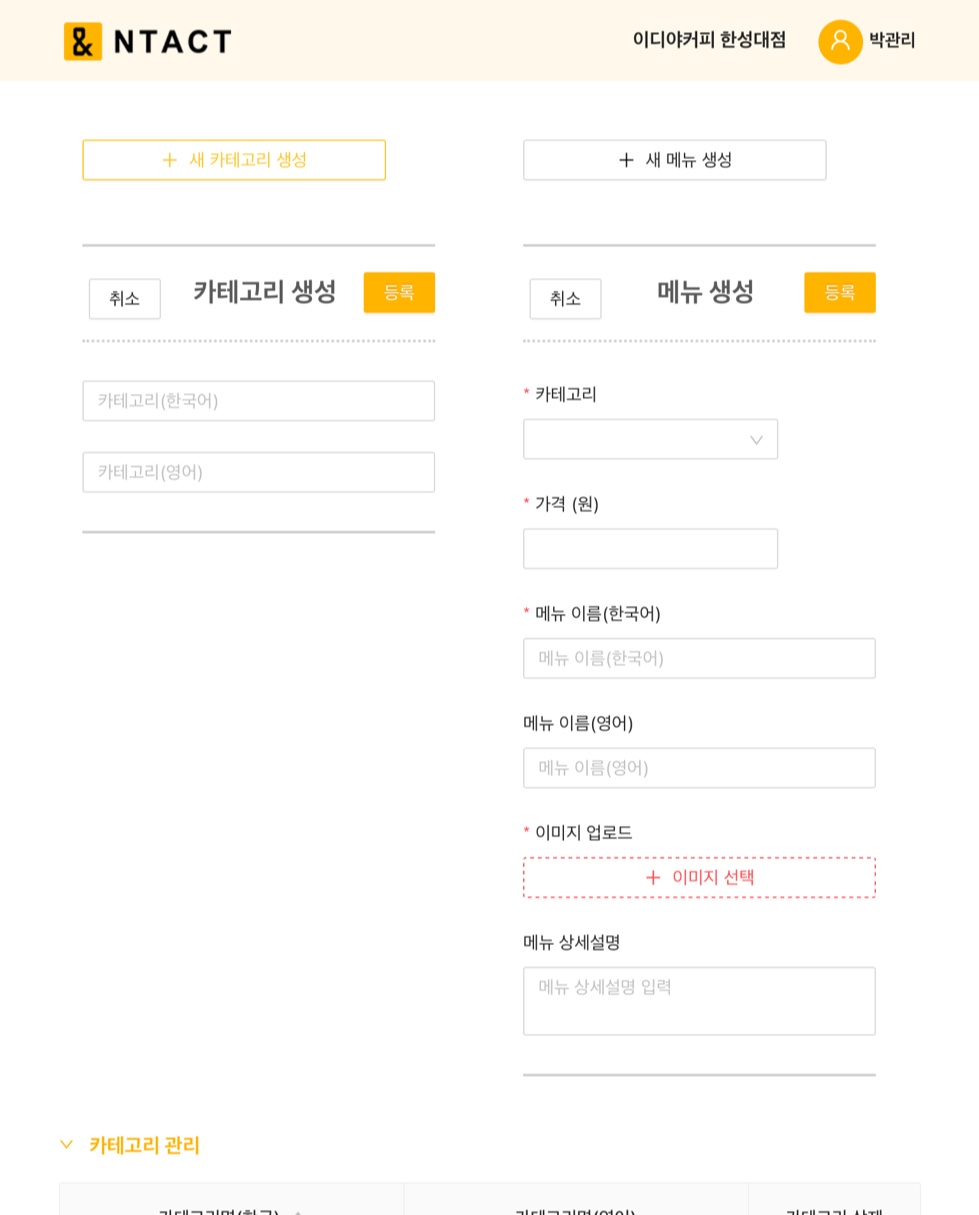 & NTACT
이디야커피 한성대점
박관리
+ 새 카테고리 생성
+ 새 메뉴 생성
취소
카테고리 생성
등록
카테고리(한국어)
카테고리(영어)
취소
메뉴 생성
등록
* 카테고리
* 가격 (원)
* 메뉴 이름(한국어)
메뉴 이름(한국어)
메뉴 이름(영어)
메뉴 이름(영어)
* 이미지 업로드
+ 이미지 선택
메뉴 상세설명
메뉴 상세설명 입력
카테고리 관리